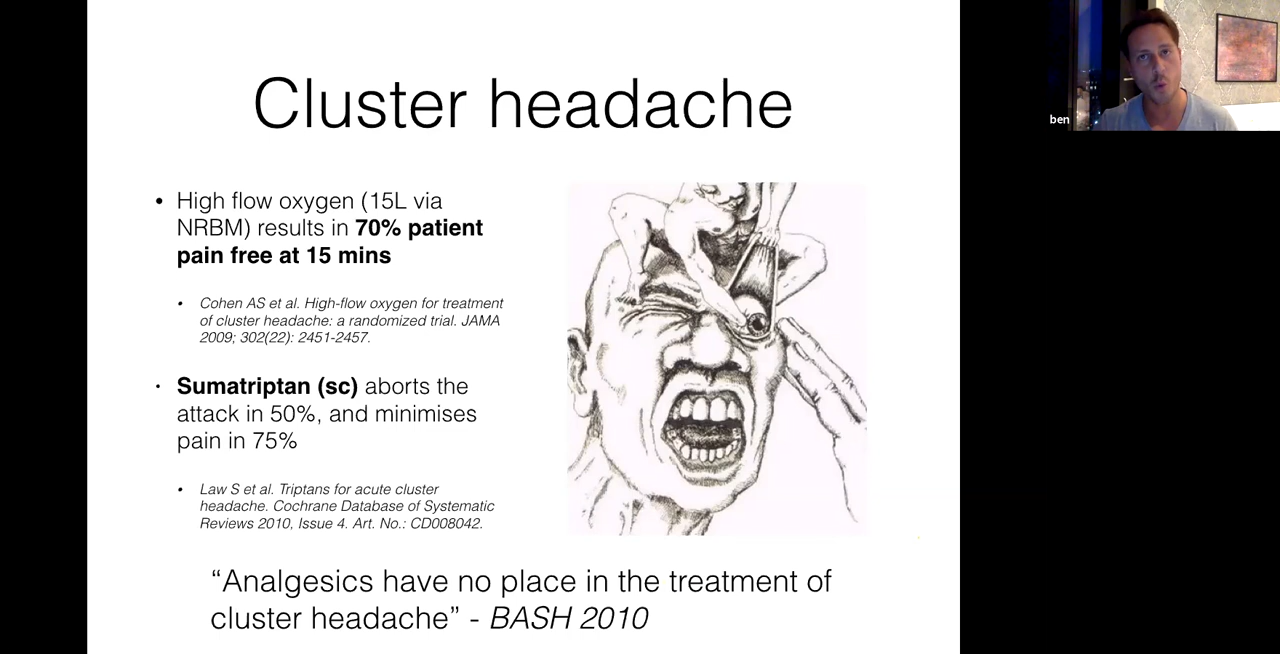 Cluster headache
• High flow oxygen (15L via
NRBM) results in 70% patient
pain free at 15 mins
• Cohen AS et al. High-flow oxygen for treatment
of cluster headache: a randomized trial. JAMA
2009; 302(22): 2451-2457.
• Sumatriptan (sc) aborts the
attack in 50%, and minimises
pain in 75%
• Law S et al. Triptans for acute cluster
headache. Cochrane Database of Systematic
Reviews 2010, Issue 4. Art. No.: CD008042.
“Analgesics have no place in the treatment of
cluster headache” - BASH 2010
ben